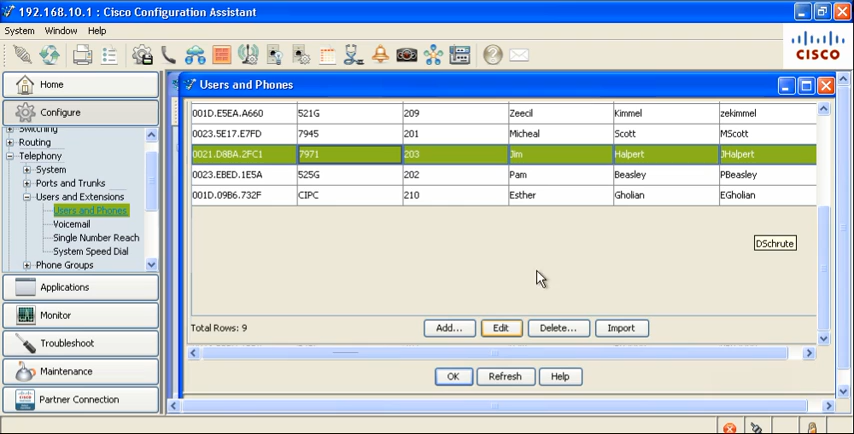 192.168.10.1 : Cisco Configuration Assistant
System Window Help
CISCO
Home
Configure
Switching
Routing
Telephony
System
Ports and Trunks
Users and Extensions
Users and Phones
Voicemail
Single Number Reach
System Speed Dial
Phone Groups
Applications
Monitor
Troubleshoot
Maintenance
Partner Connection
Users and Phones
001D.E5EA.A660 521G 209 Zeecil Kimmel zekimmel
0023.5E17.E7FD 7945 201 Micheal Scott MScott
0021.D8BA.2FC1 7971 203 Jim Halpert JHalpert
0023.EBED.1E5A 525G 202 Pam Beasley PBeasley
001D.09B6.732F CIPC 210 Esther Gholian EGholian
DSchrute
Total Rows: 9
Add... Edit Delete... Import
OK Refresh Help